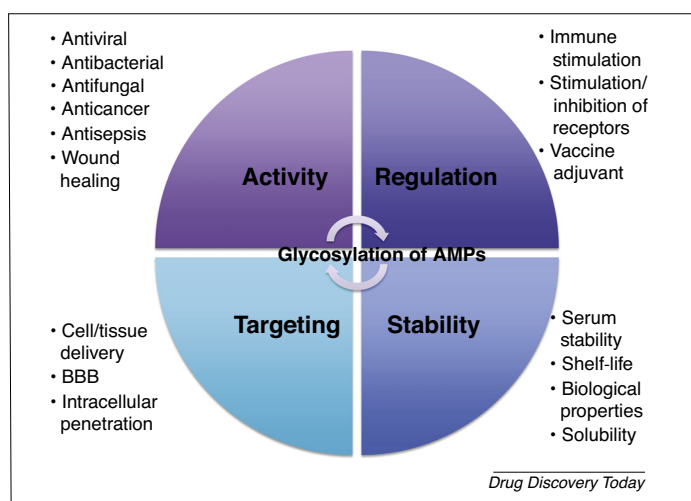 • Antiviral
• Antibacterial
• Antifungal
• Anticancer
• Antisepsis
• Wound
healing
• Immune
stimulation
• Stimulation/
inhibition of
receptors
• Vaccine
adjuvant
Activity
Regulation
Glycosylation of AMPs
Targeting
Stability
• Cell/tissue
delivery
• BBB
• Intracellular
penetration
• Serum
stability
• Shelf-life
• Biological
properties
• Solubility
Drug Discovery Today